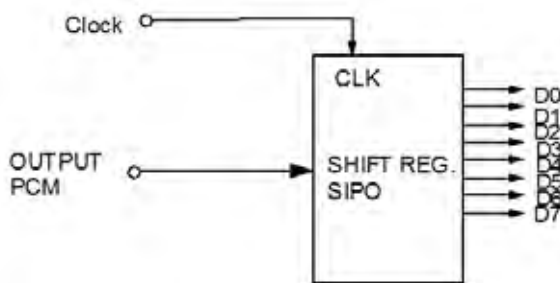 Clock
CLK
D0
D1
D2
D3
D4
D5
D6
D7
OUTPUT
PCM
SHIFT REG.
SIPO